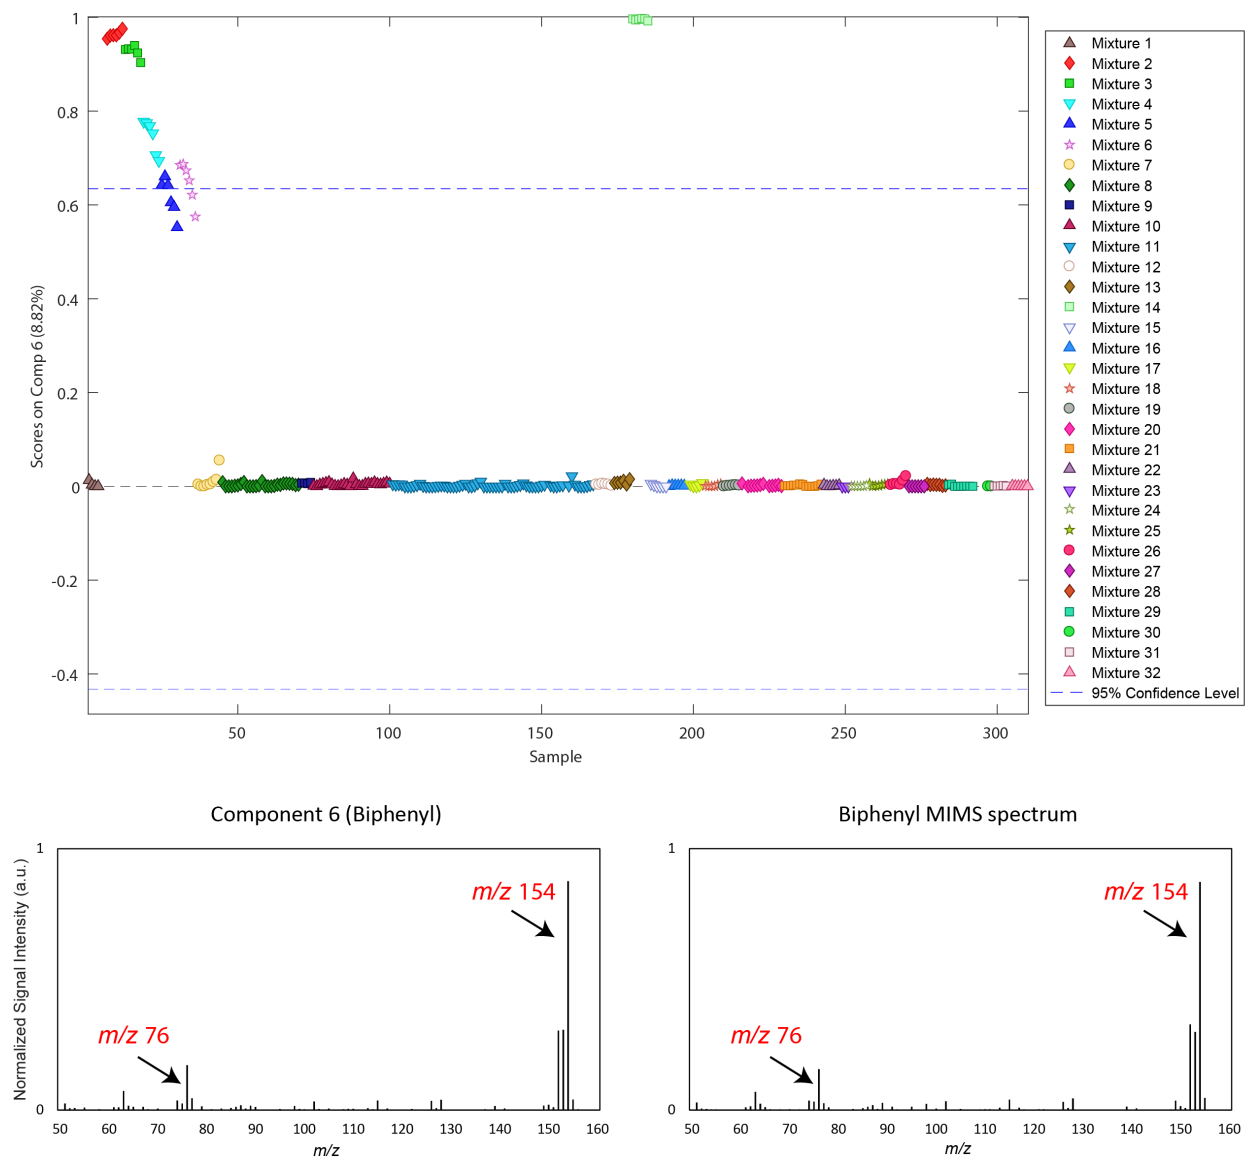 1
0.8
0.6
0.4
0.2
0
-0.2
-0.4
Scores on Comp 6 (8.82%)
50
100
150
200
250
300
Sample
Mixture 1
Mixture 2
Mixture 3
Mixture 4
Mixture 5
Mixture 6
Mixture 7
Mixture 8
Mixture 9
Mixture 10
Mixture 11
Mixture 12
Mixture 13
Mixture 14
Mixture 15
Mixture 16
Mixture 17
Mixture 18
Mixture 19
Mixture 20
Mixture 21
Mixture 22
Mixture 23
Mixture 24
Mixture 25
Mixture 26
Mixture 27
Mixture 28
Mixture 29
Mixture 30
Mixture 31
Mixture 32
95% Confidence Level
Component 6 (Biphenyl)
1
0
Normalized Signal Intensity (a.u.)
m/z 154
m/z 76
50 60 70 80 90 100 110 120 130 140 150 160
m/z
Biphenyl MIMS spectrum
1
0
m/z 154
m/z 76
50 60 70 80 90 100 110 120 130 140 150 160
m/z